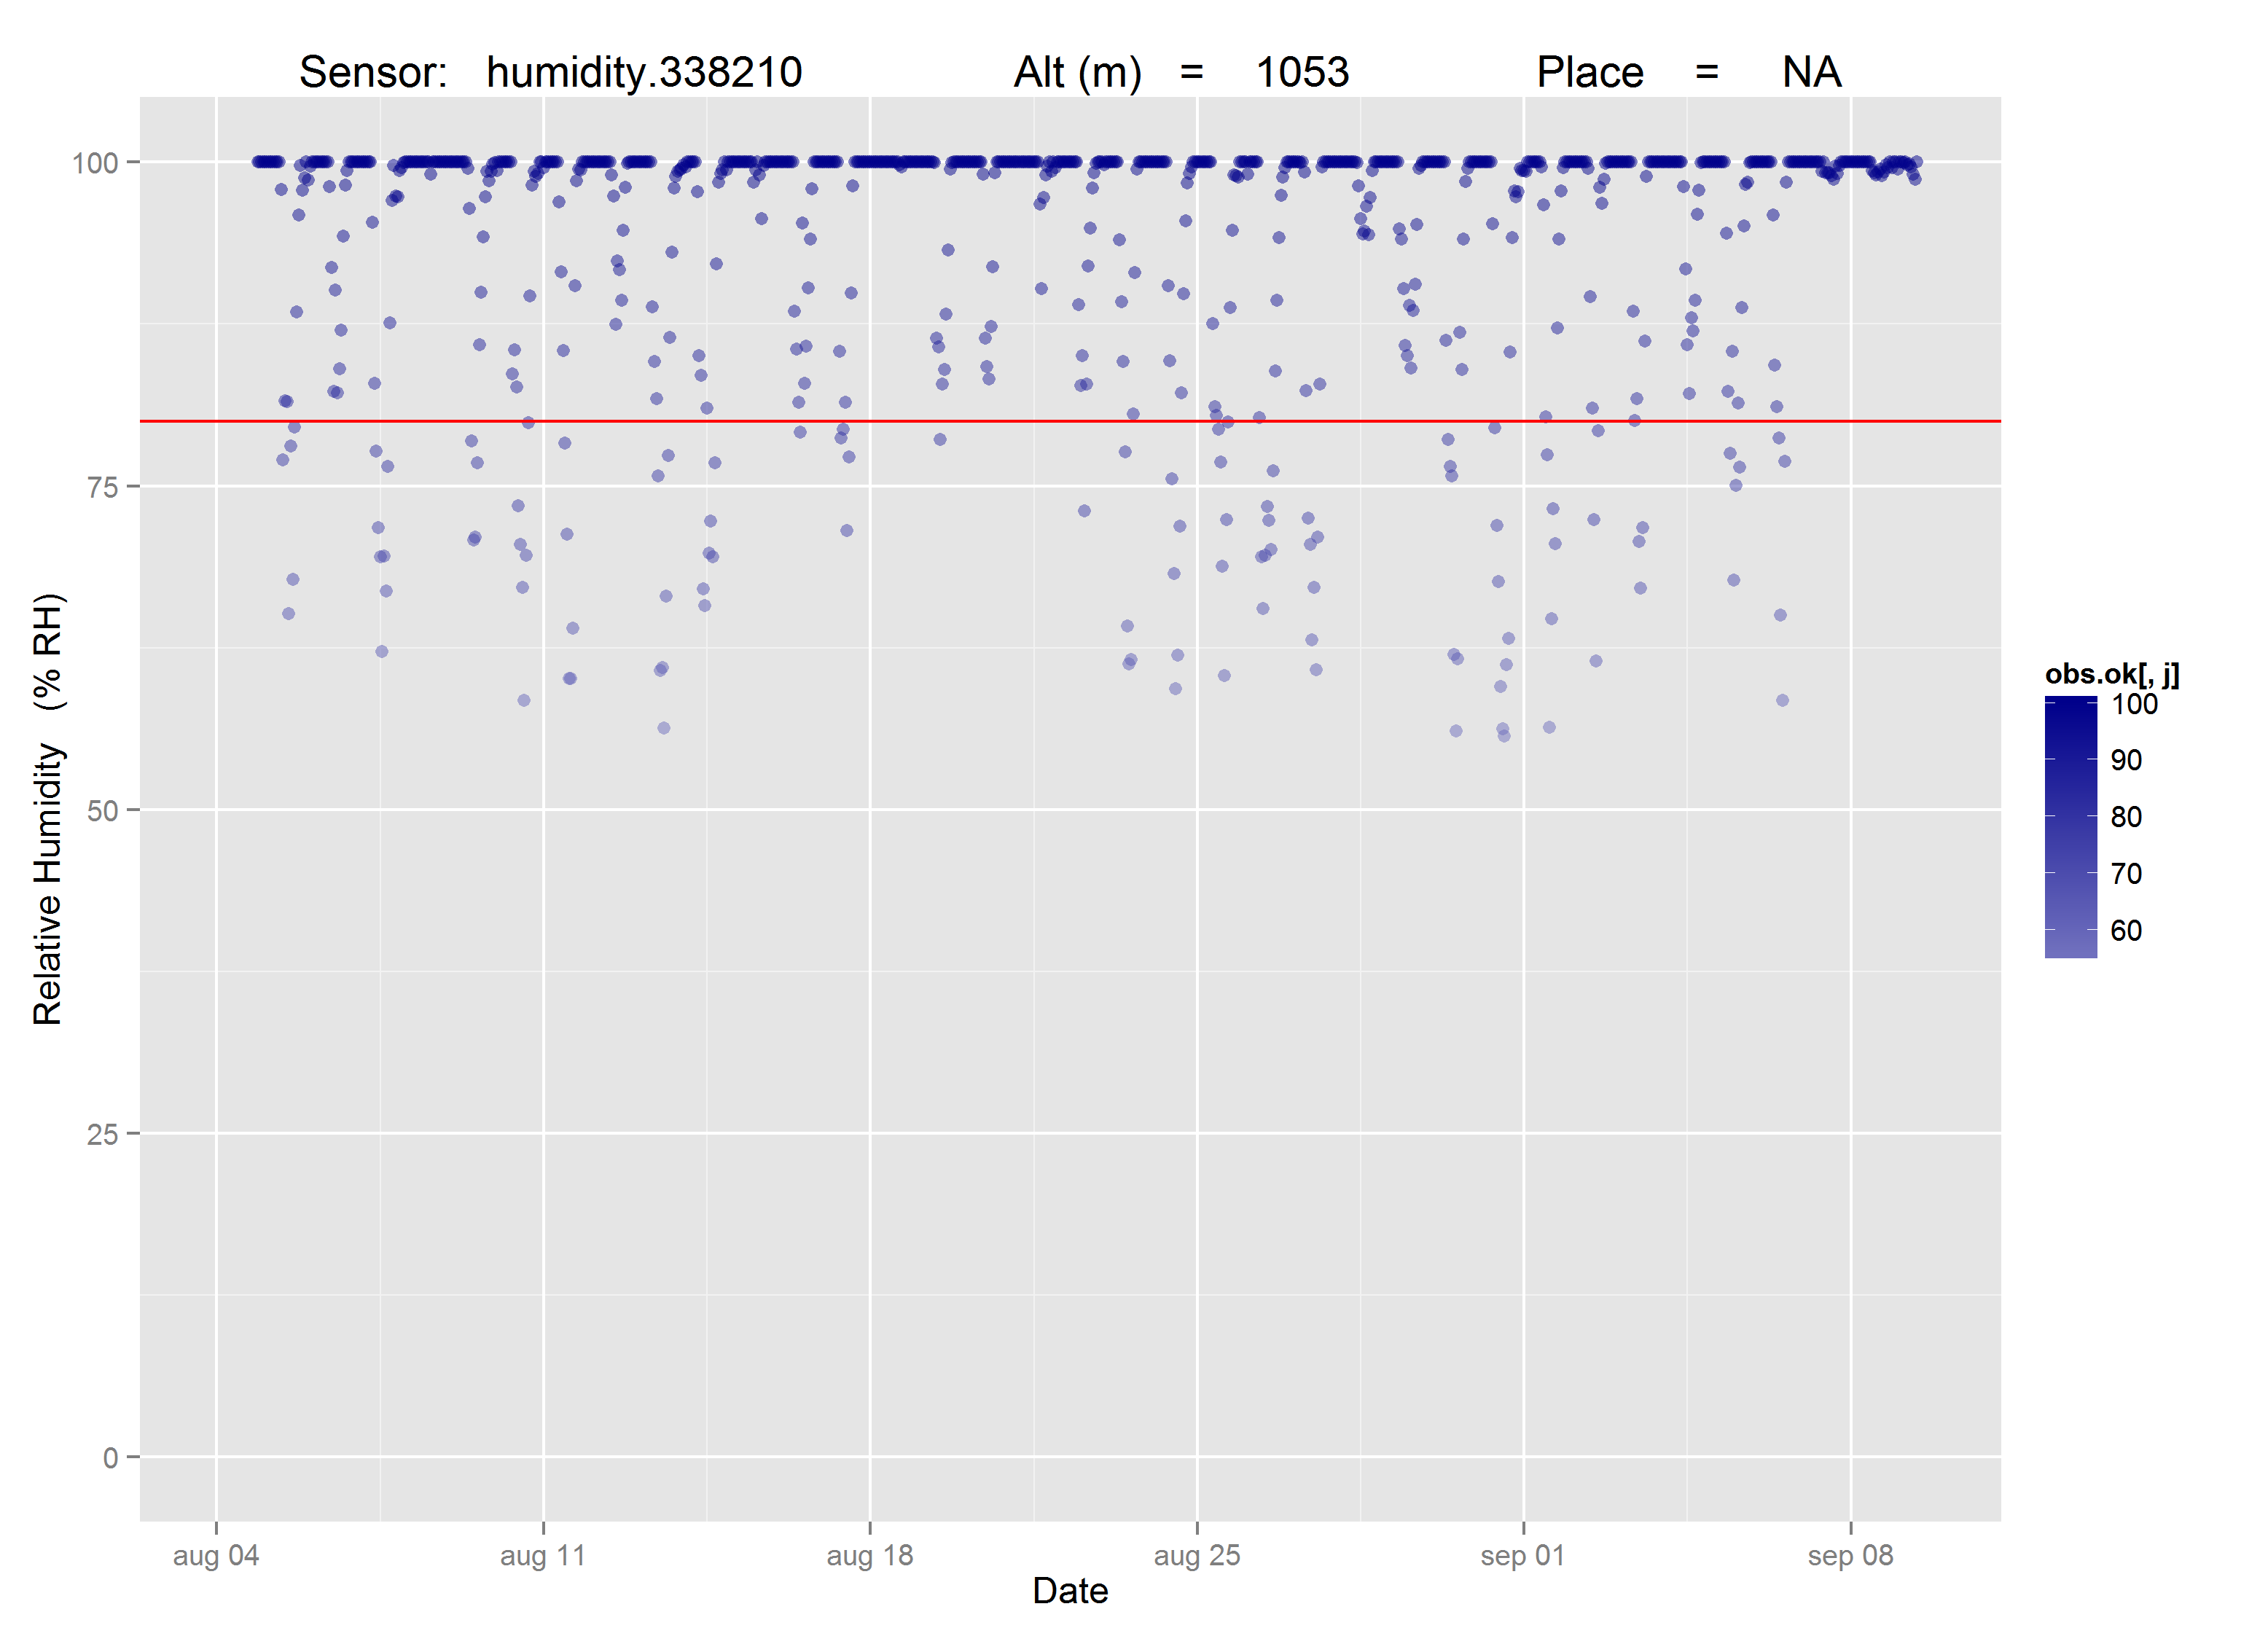 Sensor: humidity.338210 Alt (m) = 1053 Place = NA
100
75
50
25
0
Relative Humidity (% RH)
aug 04 aug 11 aug 18 aug 25 sep 01 sep 08
Date
obs.ok[, j]
100
90
80
70
60